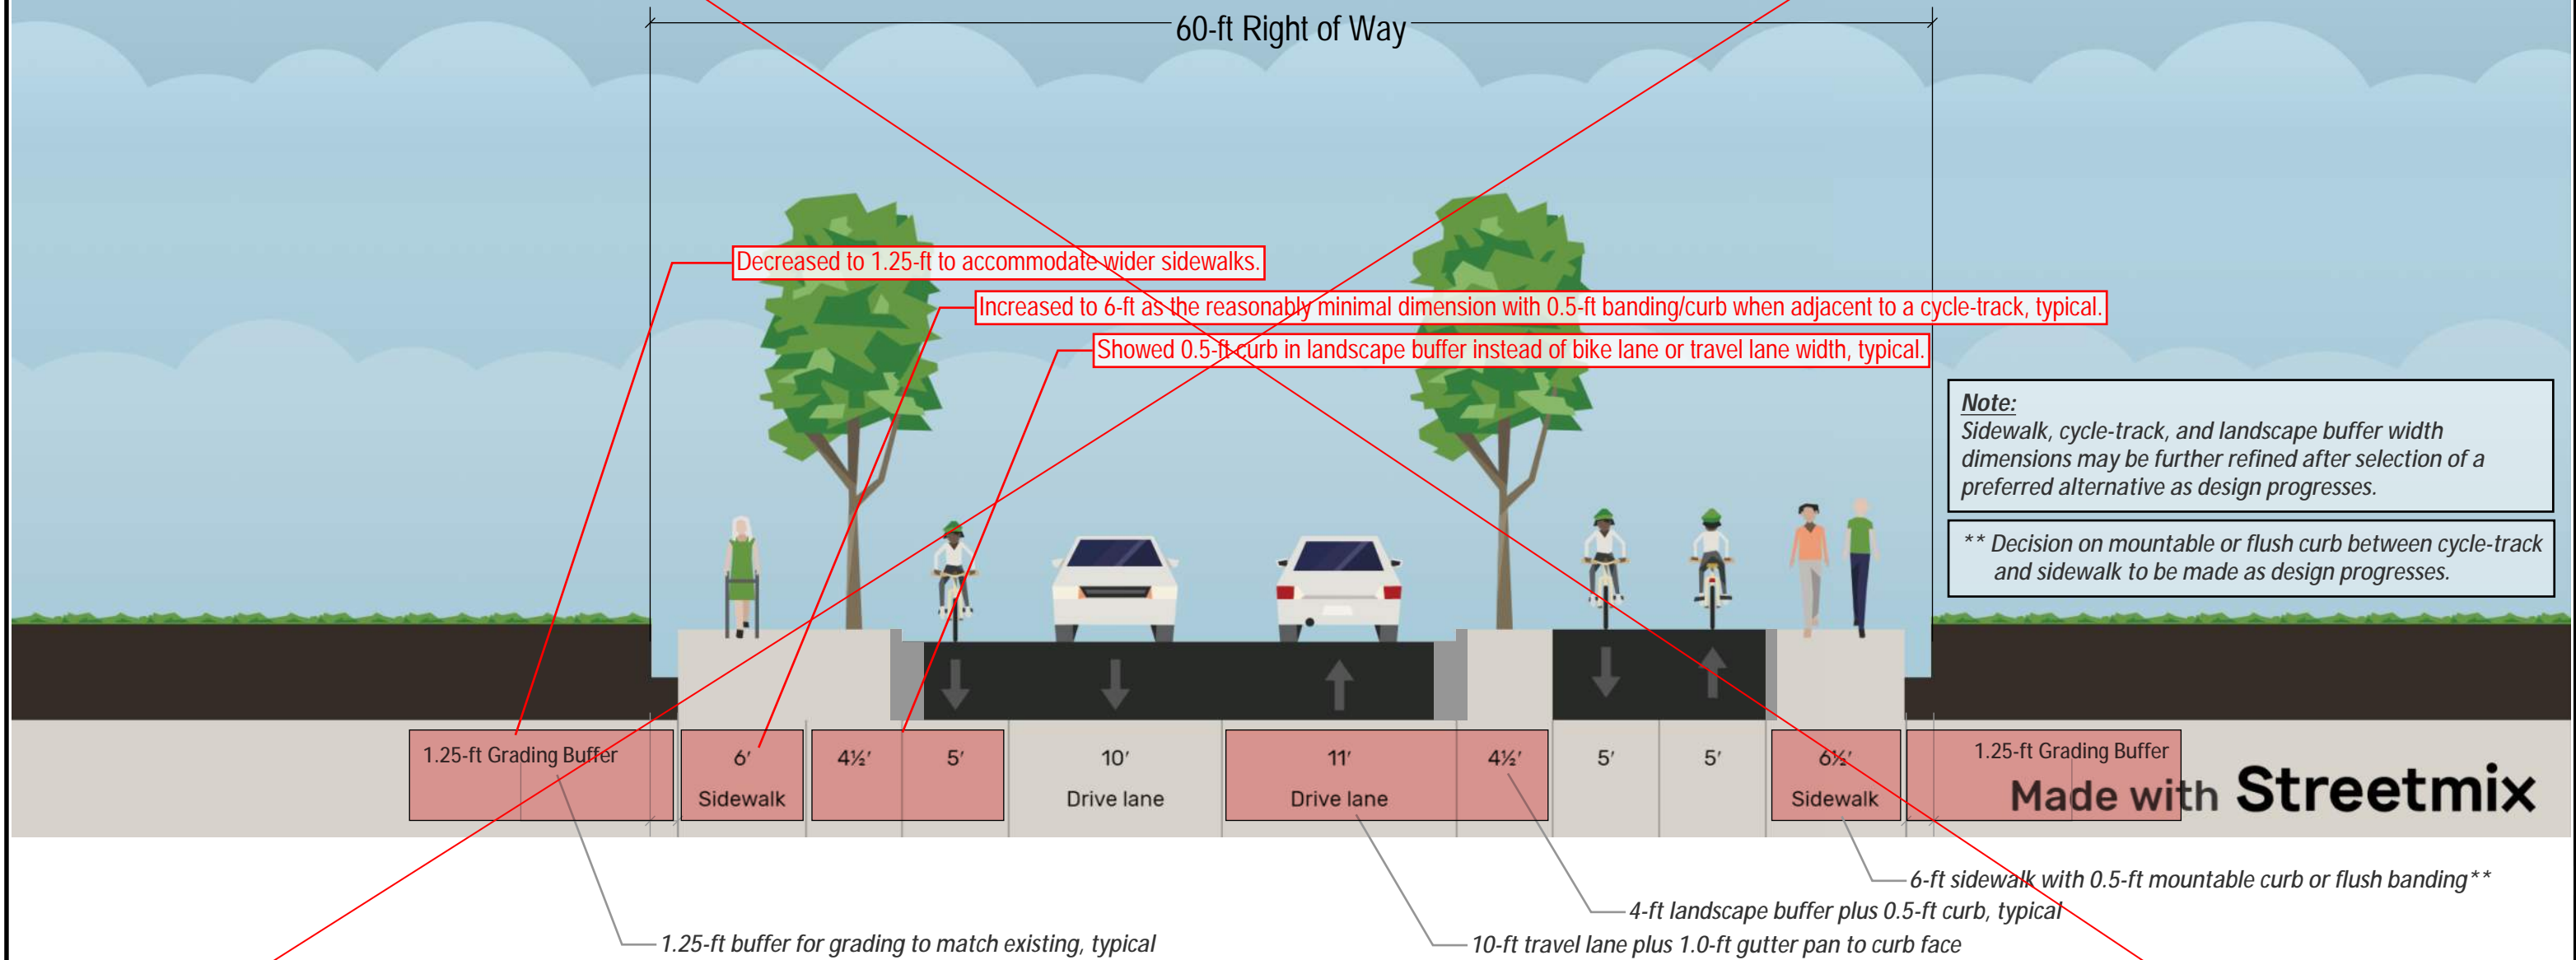 60-ft Right of Way
Decreased to 1.25-ft to accommodate wider sidewalks.
Increased to 6-ft as the reasonably minimal dimension with 0.5-ft banding/curb when adjacent to a cycle-track, typical.
Showed 0.5-ft curb in landscape buffer instead of bike lane or travel lane width, typical.
Note:
Sidewalk, cycle-track, and landscape buffer width
dimensions may be further refined after selection of a
preferred alternative as design progresses.
** Decision on mountable or flush curb between cycle-track
and sidewalk to be made as design progresses.
1.25-ft Grading Buffer
6'
Sidewalk
4½'
5'
10'
Drive lane
11'
Drive lane
4½'
5'
5'
6½'
Sidewalk
1.25-ft Grading Buffer
Made with Streetmix
6-ft sidewalk with 0.5-ft mountable curb or flush banding**
4-ft landscape buffer plus 0.5-ft curb, typical
1.25-ft buffer for grading to match existing, typical
10-ft travel lane plus 1.0-ft gutter pan to curb face